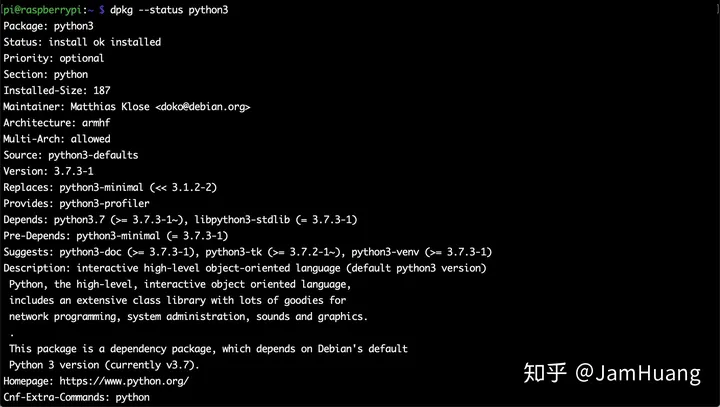 pi@raspberrypi:~ $ dpkg --status python3
Package: python3
Status: install ok installed
Priority: optional
Section: python
Installed-Size: 187
Maintainer: Matthias Klose <doko@debian.org>
Architecture: armhf
Multi-Arch: allowed
Source: python3-defaults
Version: 3.7.3-1
Replaces: python3-minimal (<< 3.1.2-2)
Provides: python3-profiler
Depends: python3.7 (>= 3.7.3-1~), libpython3-stdlib (= 3.7.3-1)
Pre-Depends: python3-minimal (= 3.7.3-1)
Suggests: python3-doc (>= 3.7.3-1), python3-tk (>= 3.7.2-1~), python3-venv (>= 3.7.3-1)
Description: interactive high-level object-oriented language (default python3 version)
 Python, the high-level, interactive object oriented language,
 includes an extensive class library with lots of goodies for
 network programming, system administration, sounds and graphics.
 .
 This package is a dependency package, which depends on Debian's default
 Python 3 version (currently v3.7).
Homepage: https://www.python.org/
Cnf-Extra-Commands: python
知乎 @JamHuang